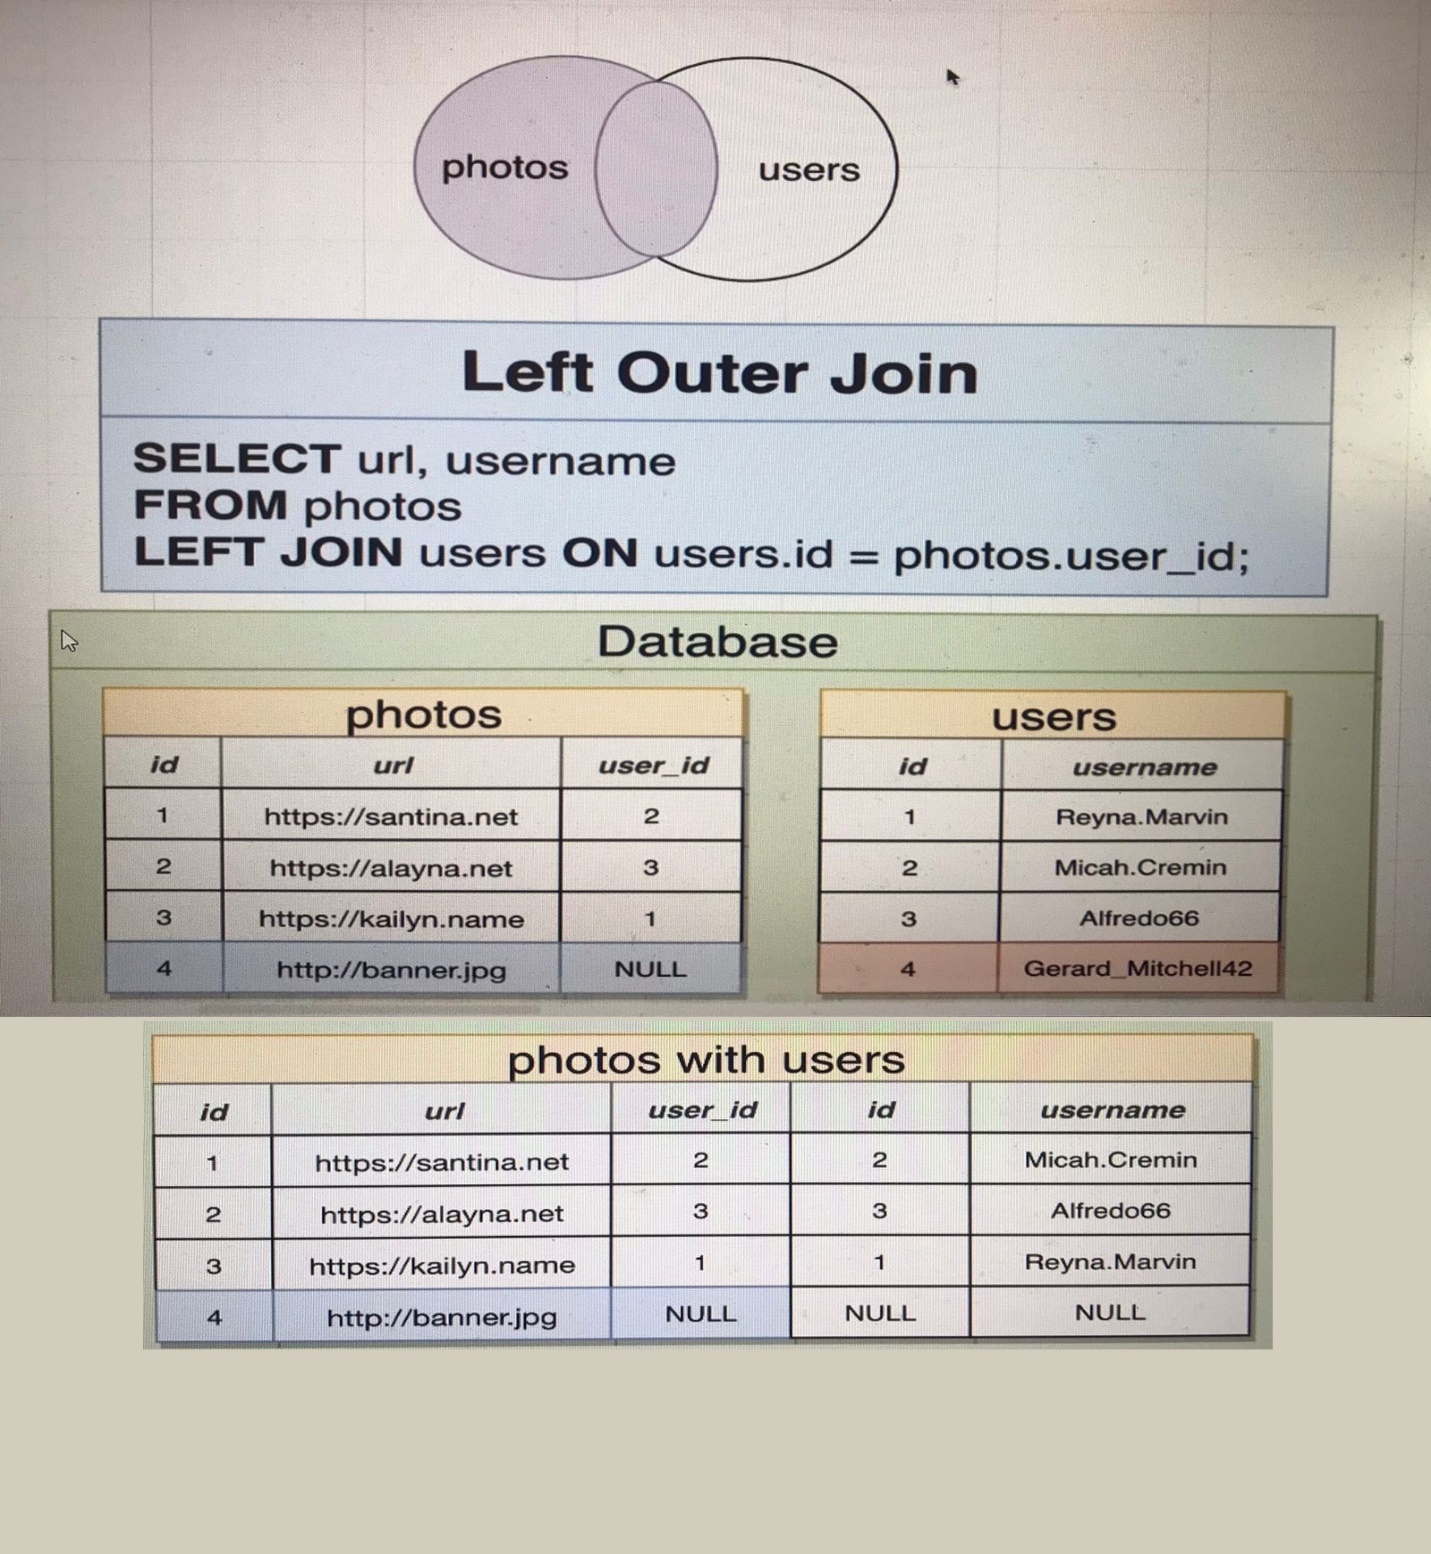 photos users
Left Outer Join
SELECT url, username
FROM photos
LEFT JOIN users ON users.id = photos.user_id;
Database
photos
id url user_id
1 https://santina.net 2
2 https://alayna.net 3
3 https://kailyn.name 1
4 http://banner.jpg NULL
users
id username
1 Reyna.Marvin
2 Micah.Cremin
3 Alfredo66
4 Gerard_Mitchell42
photos with users
id url user_id id username
1 https://santina.net 2 2 Micah.Cremin
2 https://alayna.net 3 3 Alfredo66
3 https://kailyn.name 1 1 Reyna.Marvin
4 http://banner.jpg NULL NULL NULL